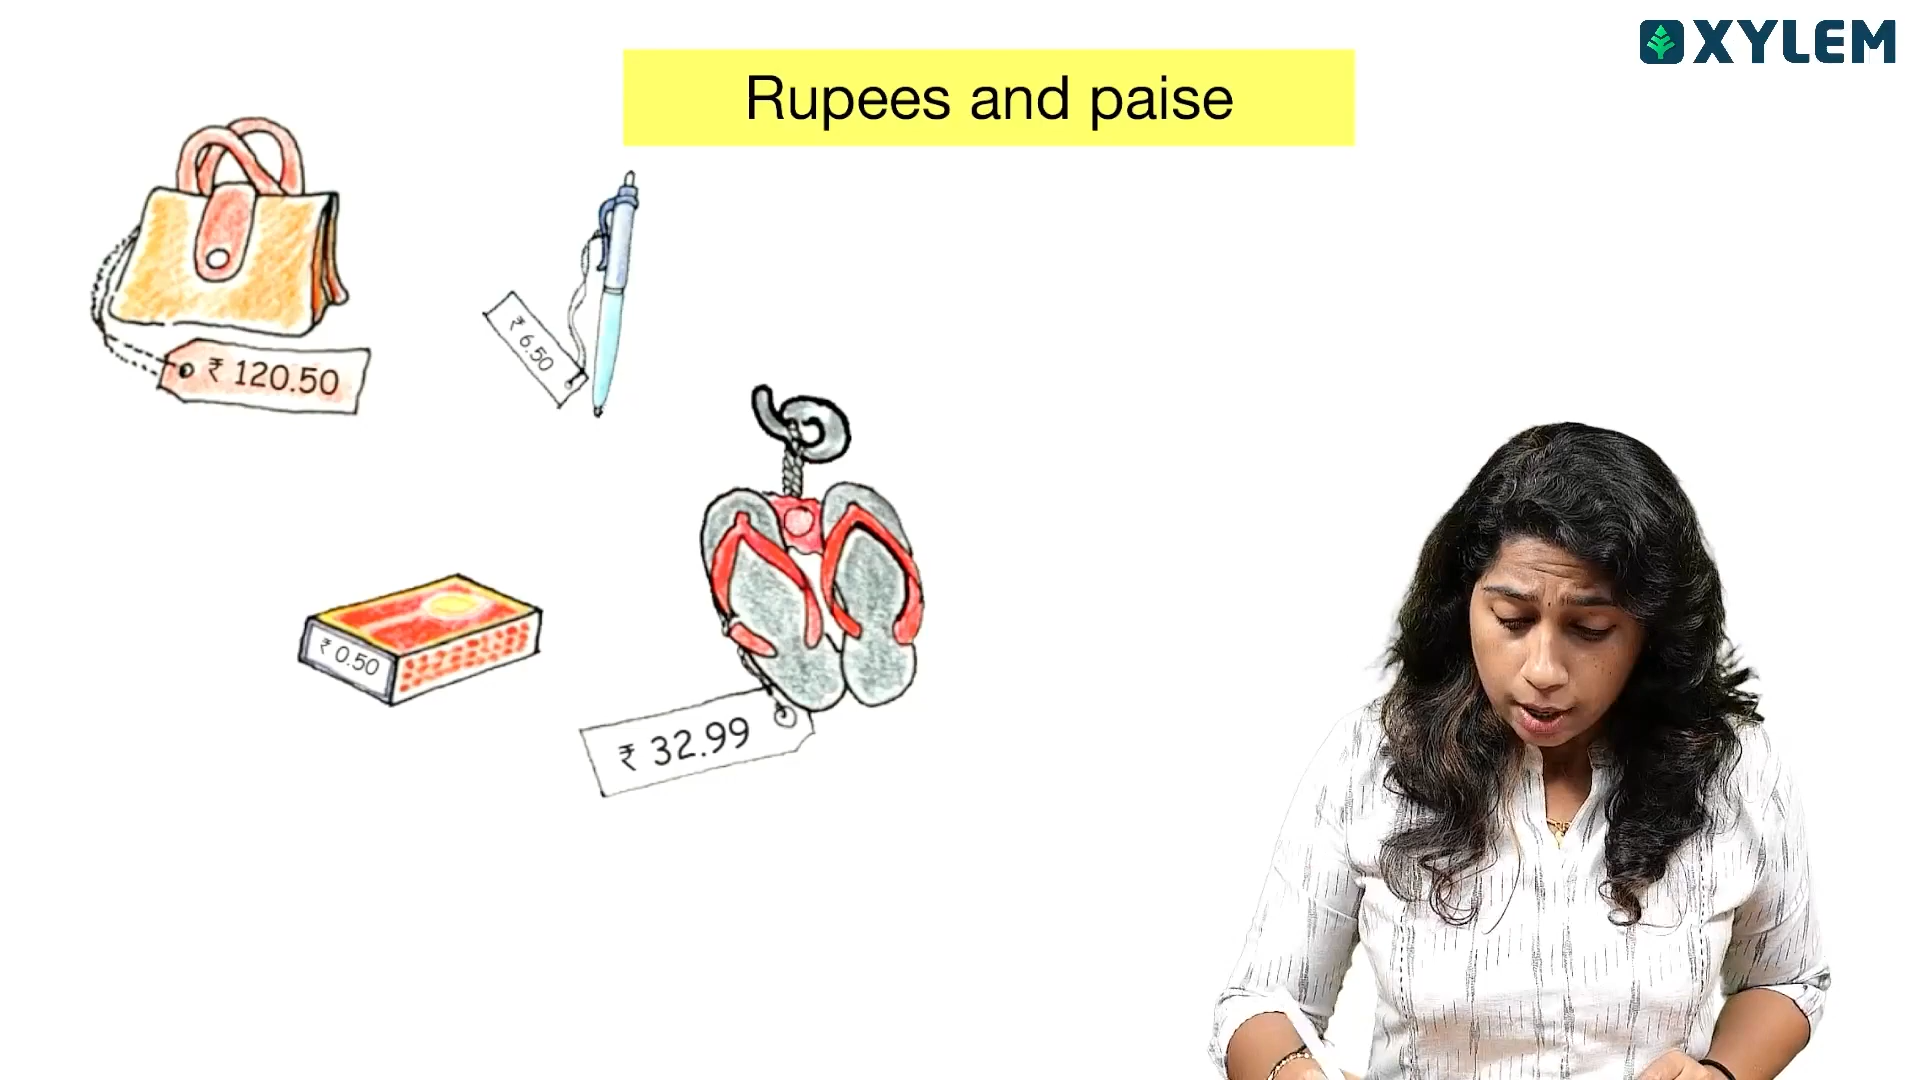 XYLEM
Rupees and paise
₹ 120.50
₹ 6.50
₹ 0.50
₹ 32.99